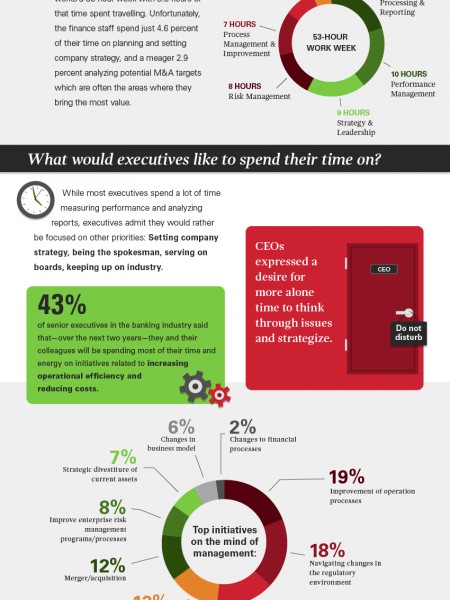 that time spent travelling. Unfortunately,
the finance staff spend just 4.6 percent
of their time on planning and setting
company strategy, and a meager 2.9
percent analyzing potential M&A targets
which are often the areas where they
bring the most value.
Processing &
Reporting
7 HOURS
Process
Management &
Improvement
53-HOUR
WORK WEEK
8 HOURS
Risk Management
10 HOURS
Performance
Management
9 HOURS
Strategy &
Leadership
What would executives like to spend their time on?
While most executives spend a lot of time
measuring performance and analyzing
reports, executives admit they would rather
be focused on other priorities: Setting company
strategy, being the spokesman, serving on
boards, keeping up on industry.
CEOs
expressed a
desire for
more alone
time to think
through issues
and strategize.
CEO
Do not
disturb
43%
of senior executives in the banking industry said
that—over the next two years—they and their
colleagues will be spending most of their time and
energy on initiatives related to increasing
operational efficiency and
reducing costs.
6%
Changes in
business model
2%
Changes to financial
processes
7%
Strategic divestiture of
current assets
19%
Improvement of operation
processes
8%
Improve enterprise risk
management
programs/processes
Top initiatives
on the mind of
management:
18%
Navigating changes in
the regulatory
environment
12%
Merger/acquisition